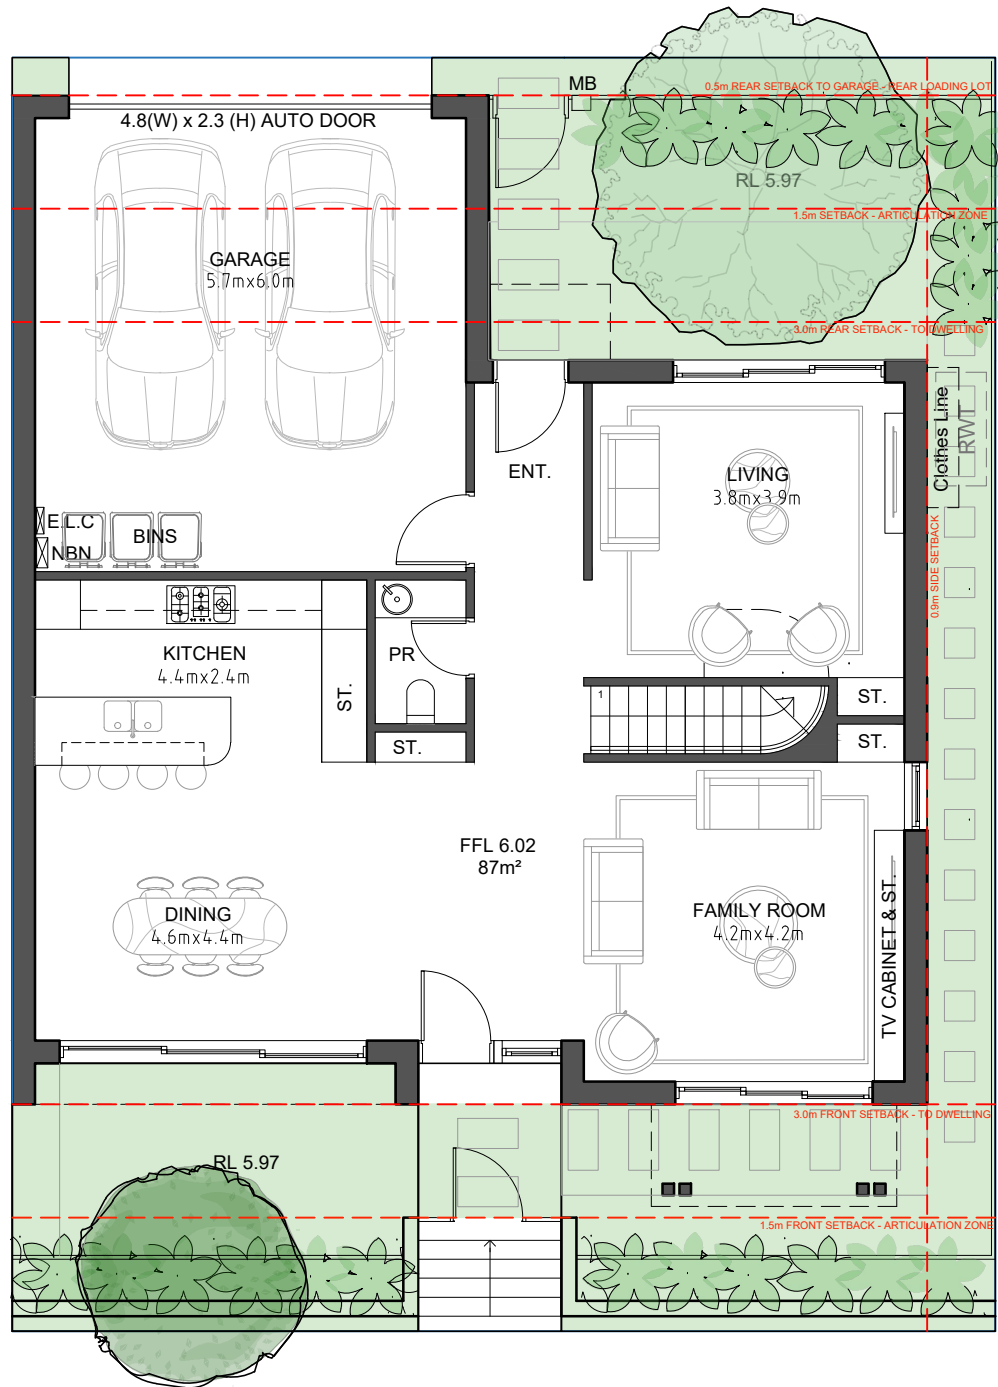 MB
0.5m REAR SETBACK TO GARAGE - REAR LOADING LOT
4.8(W) x 2.3 (H) AUTO DOOR
RL 5.97
1.5m SETBACK - ARTICULATION ZONE
GARAGE
5.7mx6.0m
3.0m REAR SETBACK - TO DWELLING
Clothes Line
RWT
ENT.
LIVING
3.8mx3.9m
E.L.C
BINS
NBN
0.9m SIDE SETBACK
KITCHEN
4.4mx2.4m
PR
ST.
1
ST.
ST.
ST.
FFL 6.02
87m²
DINING
4.6mx4.4m
FAMILY ROOM
4.2mx4.2m
TV CABINET & ST.
3.0m FRONT SETBACK - TO DWELLING
RL 5.97
1.5m FRONT SETBACK - ARTICULATION ZONE